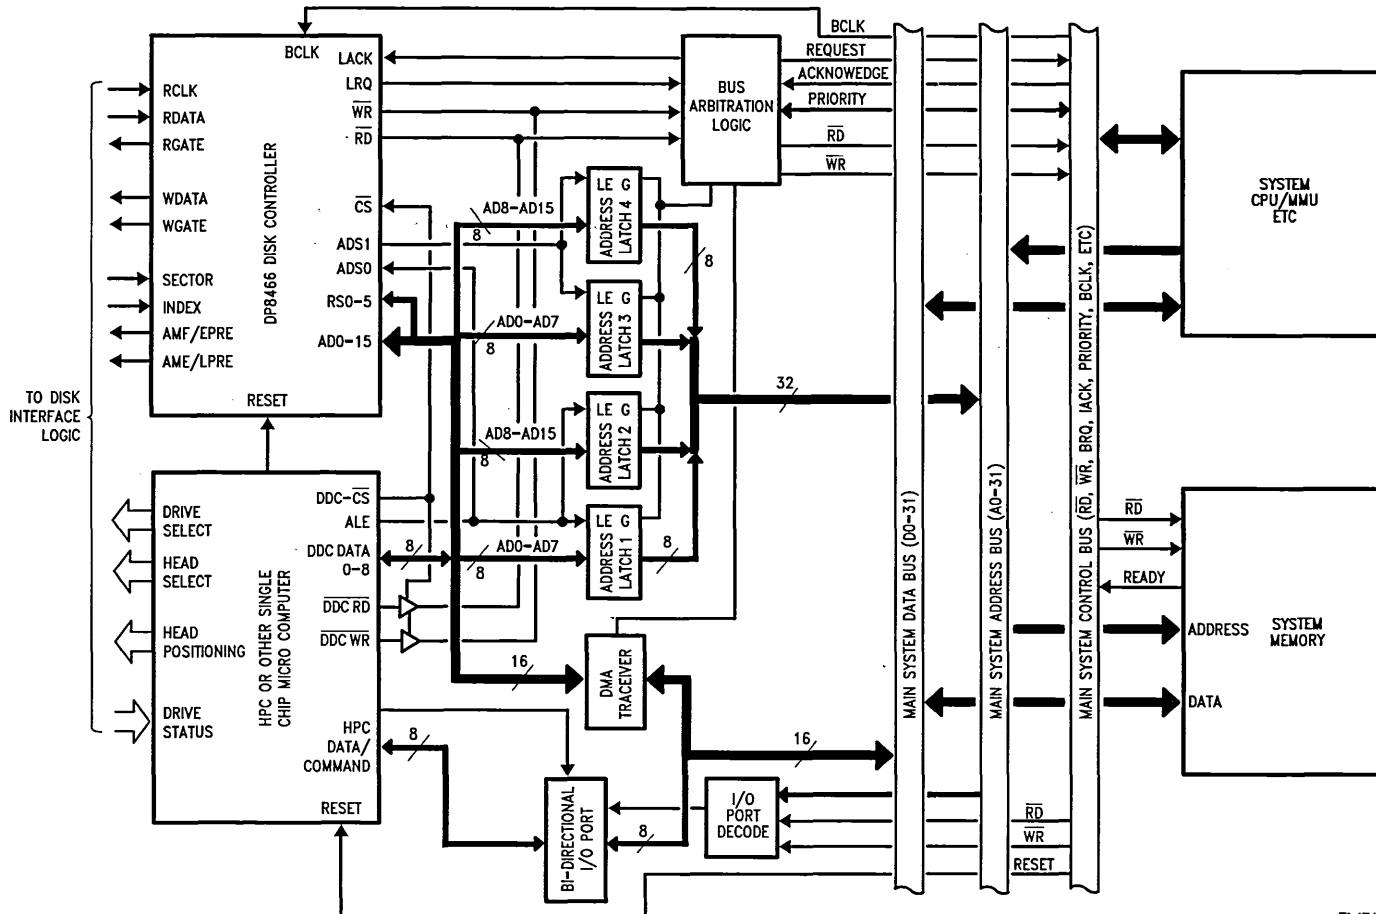 BCLK
LACK
LRQ
WR
RD
CS
ADS1
ADS0
RS0-5
AD0-15
RESET
RCLK
RDATA
RGATE
WDATA
WGATE
SECTOR
INDEX
AMF/EPRE
AME/LPRE
DP8466 DISK CONTROLLER
TO DISK
INTERFACE
LOGIC
BUS
ARBITRATION
LOGIC
BCLK
REQUEST
ACKNOWEDGE
PRIORITY
RD
WR
AD8-AD15
8
LE G
ADDRESS
LATCH 4
8
AD0-AD7
8
LE G
ADDRESS
LATCH 3
AD8-AD15
8
LE G
ADDRESS
LATCH 2
AD0-AD7
8
LE G
ADDRESS
LATCH 1
8
32
DRIVE
SELECT
HEAD
SELECT
HEAD
POSITIONING
DRIVE
STATUS
HPC OR OTHER SINGLE
CHIP MICRO COMPUTER
DDC-CS
ALE
DDC DATA
0-8
8
DDC RD
DDC WR
HPC
DATA/
COMMAND
8
RESET
16
DMA
TRACEIVER
16
BI-DIRECTIONAL
I/O PORT
8
I/O
PORT
DECODE
RD
WR
RESET
MAIN SYSTEM DATA BUS (D0-31)
MAIN SYSTEM ADDRESS BUS (A0-31)
MAIN SYSTEM CONTROL BUS (RD, WR, BRQ, IACK, PRIORITY, BCLK, ETC)
SYSTEM
CPU/MMU
ETC
RD
WR
READY
ADDRESS
DATA
SYSTEM
MEMORY